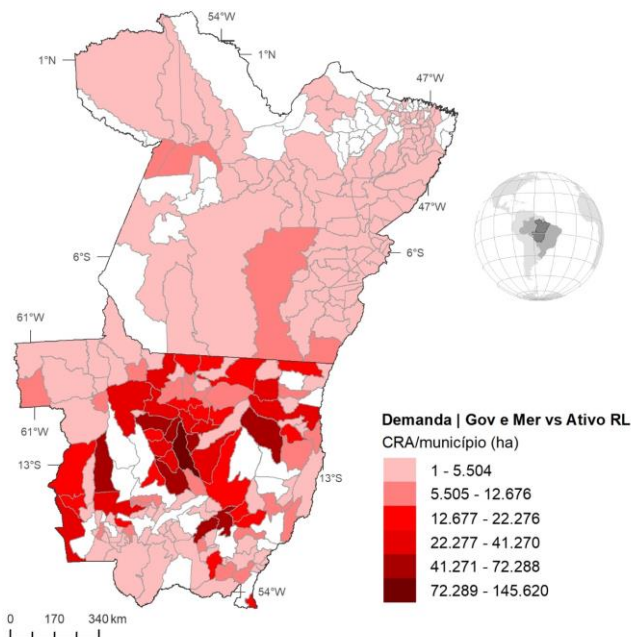 54°W
1°N
1°N
47°W
47°W
6°S
6°S
61°W
61°W
13°S
13°S
54°W
Demanda | Gov e Mer vs Ativo RL
CRA/município (ha)
1 - 5.504
5.505 - 12.676
12.677 - 22.276
22.277 - 41.270
41.271 - 72.288
72.289 - 145.620
0 170 340 km